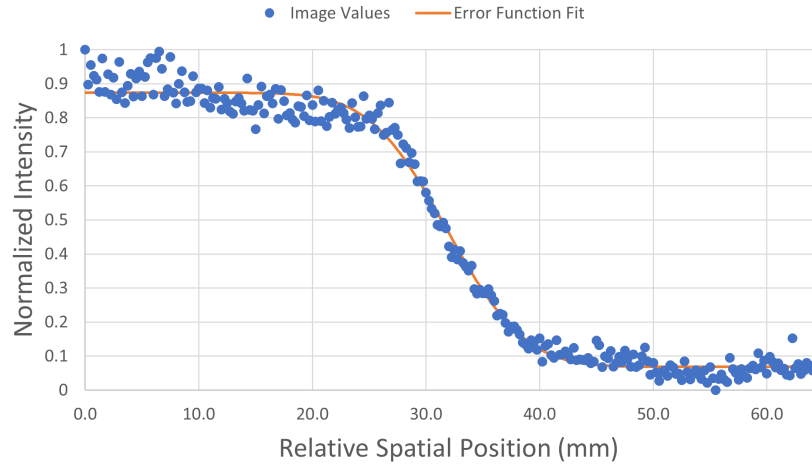 Image Values Error Function Fit
1
0.9
0.8
0.7
0.6
0.5
0.4
0.3
0.2
0.1
0
Normalized Intensity
0.0 10.0 20.0 30.0 40.0 50.0 60.0
Relative Spatial Position (mm)